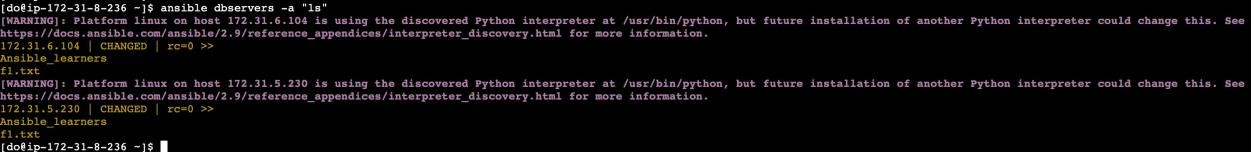 [do@ip-172-31-8-236 ~]$ ansible dbservers -a "ls"
[WARNING]: Platform linux on host 172.31.6.104 is using the discovered Python interpreter at /usr/bin/python, but future installation of another Python interpreter could change this. See
https://docs.ansible.com/ansible/2.9/reference_appendices/interpreter_discovery.html for more information.
172.31.6.104 | CHANGED | rc=0 >>
Ansible_learners
f1.txt
[WARNING]: Platform linux on host 172.31.5.230 is using the discovered Python interpreter at /usr/bin/python, but future installation of another Python interpreter could change this. See
https://docs.ansible.com/ansible/2.9/reference_appendices/interpreter_discovery.html for more information.
172.31.5.230 | CHANGED | rc=0 >>
Ansible_learners
f1.txt
[do@ip-172-31-8-236 ~]$